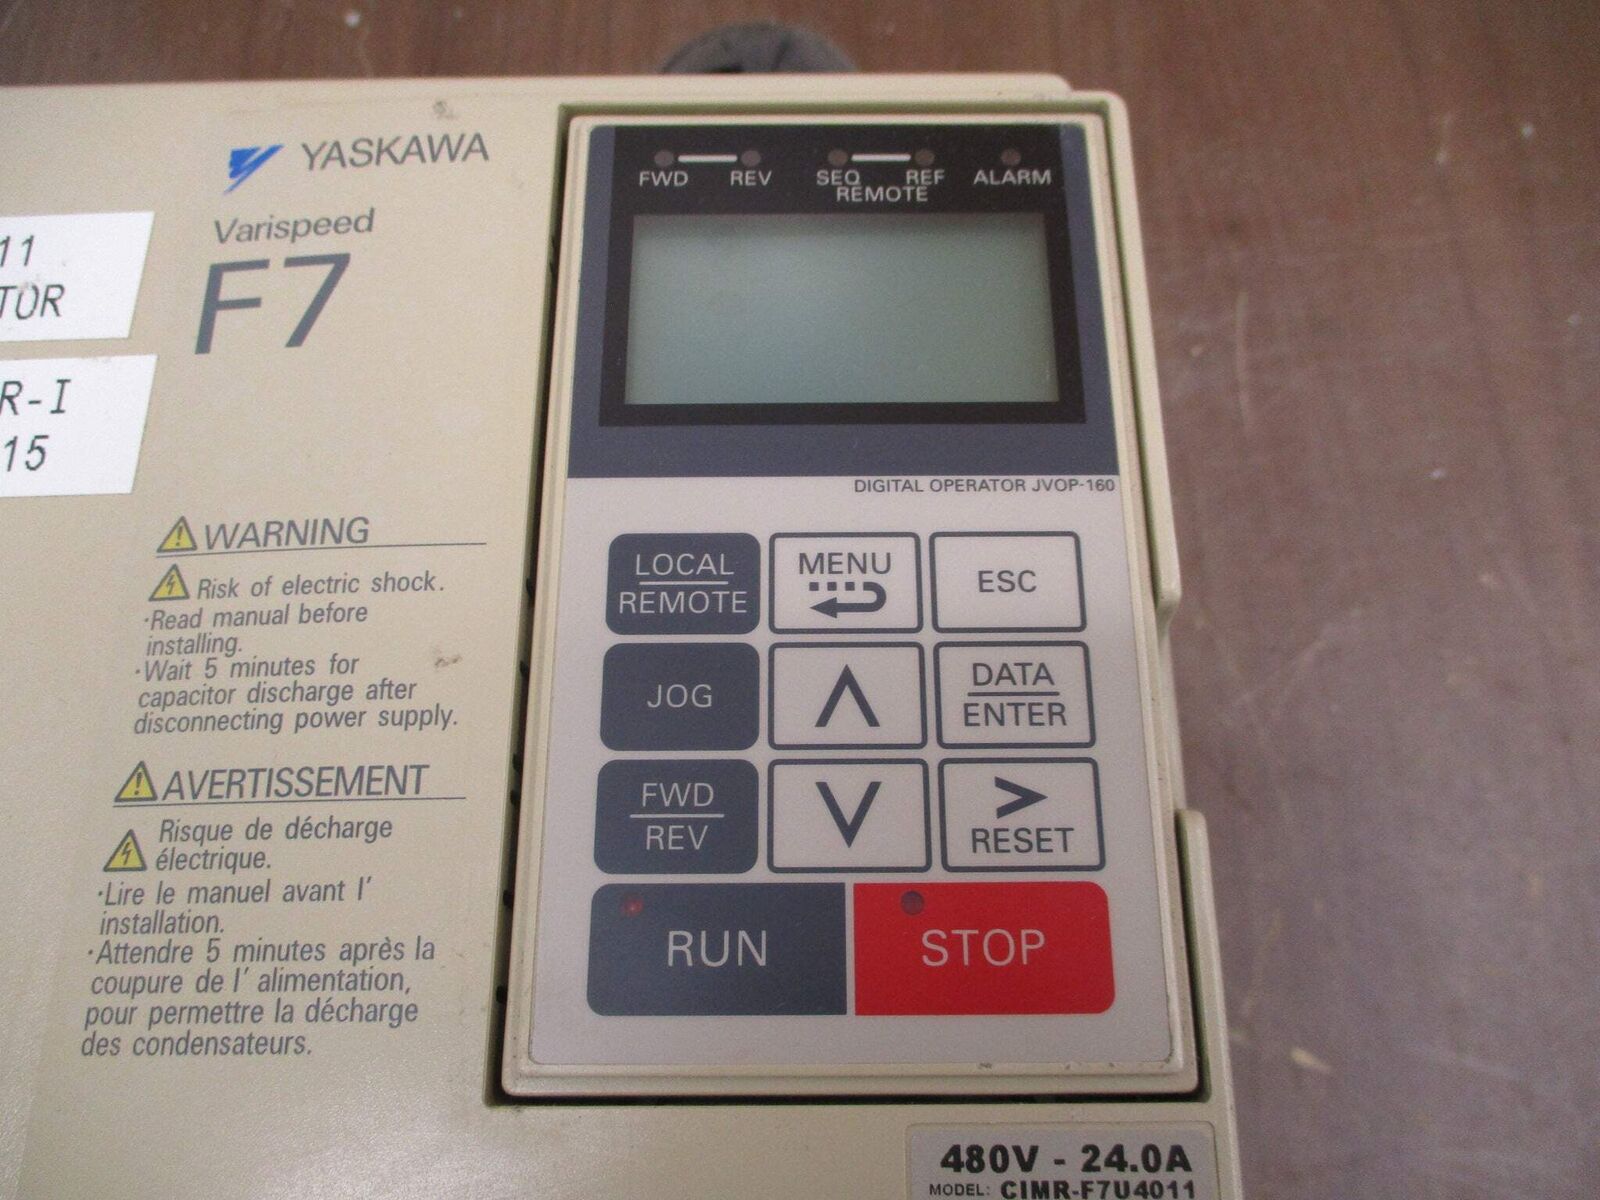 YASKAWA
Varispeed
F7
11
TOR
R-I
15
WARNING
Risk of electric shock.
·Read manual before
installing.
·Wait 5 minutes for
capacitor discharge after
disconnecting power supply.
AVERTISSEMENT
Risque de décharge
électrique.
·Lire le manuel avant l'
installation.
·Attendre 5 minutes après la
coupure de l' alimentation,
pour permettre la décharge
des condensateurs.
FWD REV SEQ REF ALARM
REMOTE
DIGITAL OPERATOR JVOP-160
LOCAL
REMOTE
MENU
ESC
JOG
DATA
ENTER
FWD
REV
>
RESET
RUN
STOP
480V - 24.0A
MODEL: CIMR-F7U4011